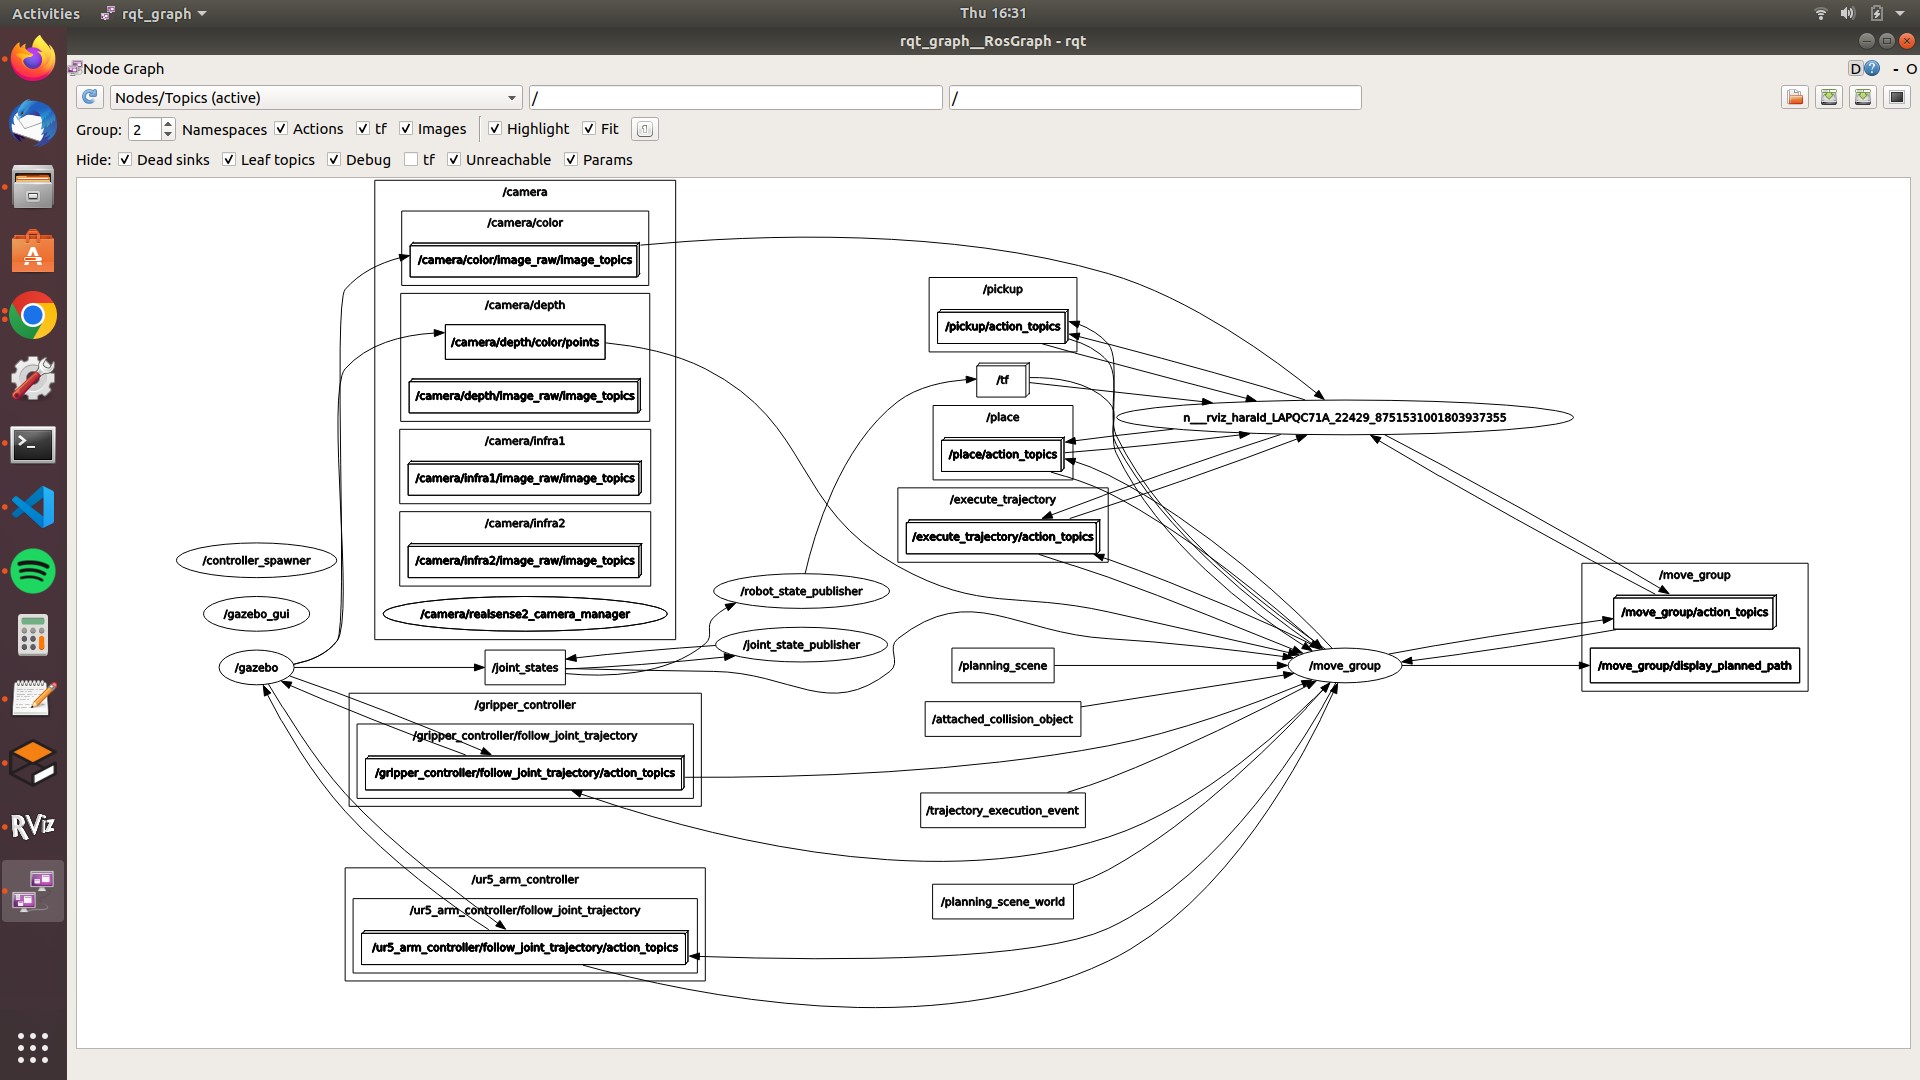 Activities
rqt_graph
Thu 16:31
rqt_graph__RosGraph - rqt
Node Graph
D
?
- O
Nodes/Topics (active)
/
/
Group: 2 Namespaces Actions tf Images Highlight Fit
Hide: Dead sinks Leaf topics Debug tf Unreachable Params
/camera
/camera/color
/camera/color/image_raw/image_topics
/camera/depth
/camera/depth/color/points
/camera/depth/image_raw/image_topics
/camera/infra1
/camera/infra1/image_raw/image_topics
/camera/infra2
/camera/infra2/image_raw/image_topics
/camera/realsense2_camera_manager
/controller_spawner
/gazebo_gui
/gazebo
/joint_states
/gripper_controller
/gripper_controller/follow_joint_trajectory
/gripper_controller/follow_joint_trajectory/action_topics
/ur5_arm_controller
/ur5_arm_controller/follow_joint_trajectory
/ur5_arm_controller/follow_joint_trajectory/action_topics
/robot_state_publisher
/joint_state_publisher
/pickup
/pickup/action_topics
/tf
/place
/place/action_topics
/execute_trajectory
/execute_trajectory/action_topics
/planning_scene
/attached_collision_object
/trajectory_execution_event
/planning_scene_world
n___rviz_harald_LAPQC71A_22429_8751531001803937355
/move_group
/move_group
/move_group/action_topics
/move_group/display_planned_path
RViz